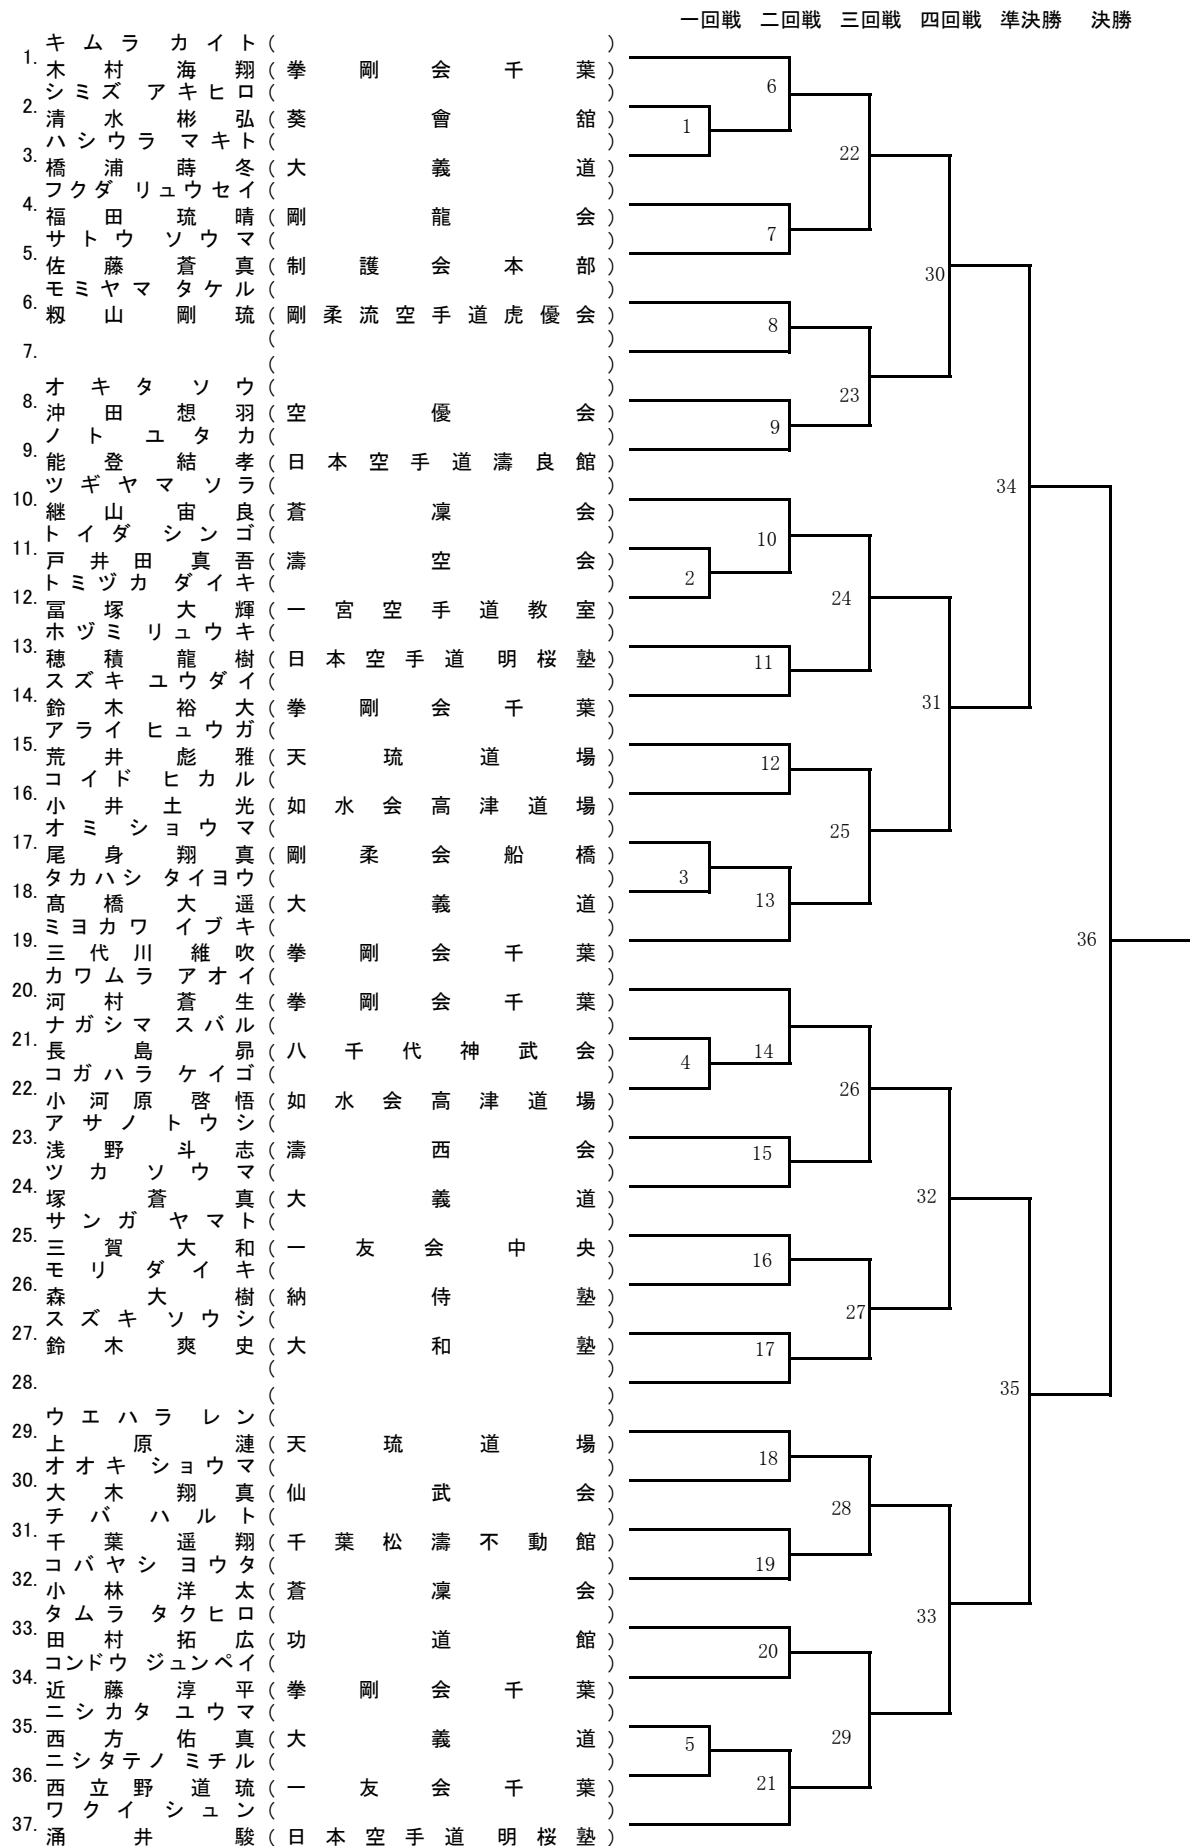 一回戦 二回戦 三回戦 四回戦 準決勝 決勝
キムラ カイト ( )
1. 木村海翔 ( 拳剛会千葉 )
シミズ アキヒロ ( )
2. 清水彬弘 ( 葵會舘 )
ハシウラ マキト ( )
3. 橋浦蒔冬 ( 大義道 )
フクダ リュウセイ ( )
4. 福田琉晴 ( 剛龍会 )
サトウ ソウマ ( )
5. 佐藤蒼真 ( 制護会本部 )
モミヤマ タケル ( )
6. 籾山剛琉 ( 剛柔流空手道虎優会 )
( )
7. ( )
オキタ ソウ ( )
8. 沖田想羽 ( 空優会 )
ノト ユタカ ( )
9. 能登結孝 ( 日本空手道濤良館 )
ツギヤマ ソラ ( )
10. 継山宙良 ( 蒼凜会 )
トイダ シンゴ ( )
11. 戸井田真吾 ( 濤空会 )
トミヅカ ダイキ ( )
12. 冨塚大輝 ( 一宮空手道教室 )
ホヅミ リュウキ ( )
13. 穂積龍樹 ( 日本空手道 明桜塾 )
スズキ ユウダイ ( )
14. 鈴木裕大 ( 拳剛会千葉 )
アライ ヒュウガ ( )
15. 荒井彪雅 ( 天琉道場 )
コイド ヒカル ( )
16. 小井土光 ( 如水会高津道場 )
オミ ショウマ ( )
17. 尾身翔真 ( 剛柔会船橋 )
タカハシ タイヨウ ( )
18. 髙橋大遥 ( 大義道 )
ミヨカワ イブキ ( )
19. 三代川維吹 ( 拳剛会千葉 )
カワムラ アオイ ( )
20. 河村蒼生 ( 拳剛会千葉 )
ナガシマ スバル ( )
21. 長島昴 ( 八千代神武会 )
コガハラ ケイゴ ( )
22. 小河原啓悟 ( 如水会高津道場 )
アサノ トウシ ( )
23. 浅野斗志 ( 濤西会 )
ツカ ソウマ ( )
24. 塚蒼真 ( 大義道 )
サンガ ヤマト ( )
25. 三賀大和 ( 一友会中央 )
モリ ダイキ ( )
26. 森大樹 ( 納侍塾 )
スズキ ソウシ ( )
27. 鈴木爽史 ( 大和塾 )
( )
28. ( )
ウエハラ レン ( )
29. 上原漣 ( 天琉道場 )
オオキ ショウマ ( )
30. 大木翔真 ( 仙武会 )
チバ ハルト ( )
31. 千葉遥翔 ( 千葉松濤不動館 )
コバヤシ ヨウタ ( )
32. 小林洋太 ( 蒼凜会 )
タムラ タクヒロ ( )
33. 田村拓広 ( 功道館 )
コンドウ ジュンペイ ( )
34. 近藤淳平 ( 拳剛会千葉 )
ニシカタ ユウマ ( )
35. 西方佑真 ( 大義道 )
ニシタテノ ミチル ( )
36. 西立野道琉 ( 一友会千葉 )
ワクイ シュン ( )
37. 涌井駿 ( 日本空手道 明桜塾 )
1
2
3
4
5
6
7
8
9
10
11
12
13
14
15
16
17
18
19
20
21
22
23
24
25
26
27
28
29
30
31
32
33
34
35
36